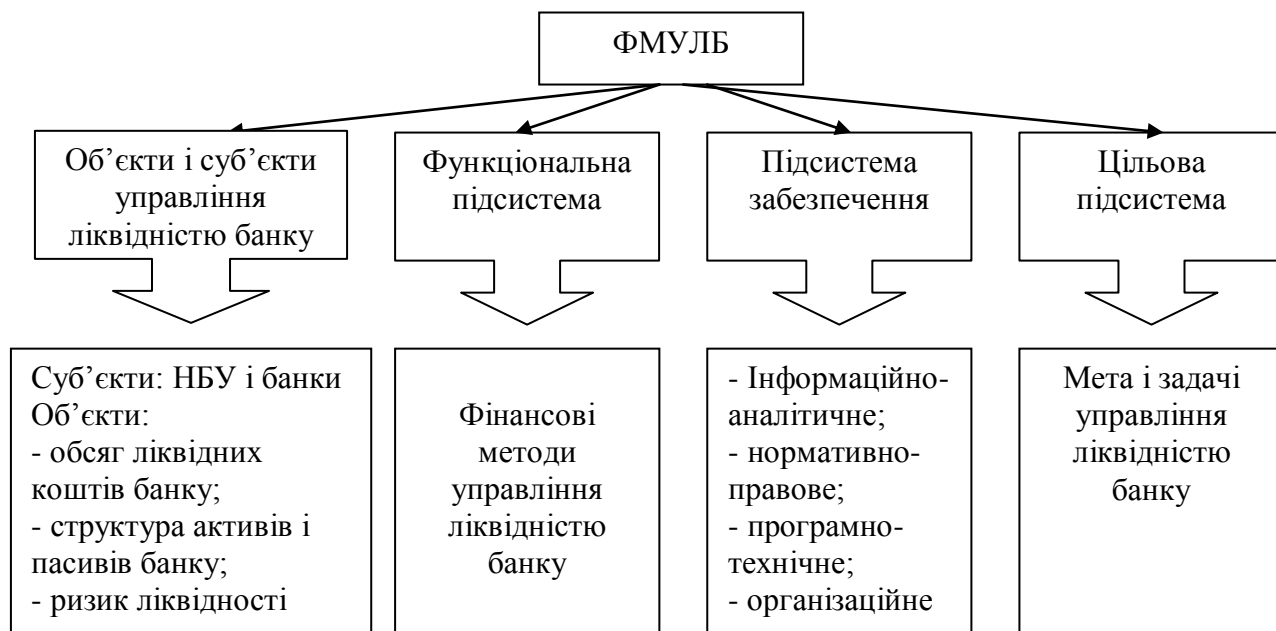 ФМУЛБ
Об’єкти і суб’єкти
управління
ліквідністю банку
Функціональна
підсистема
Підсистема
забезпечення
Цільова
підсистема
Суб’єкти: НБУ і банки
Об’єкти:
- обсяг ліквідних
коштів банку;
- структура активів і
пасивів банку;
- ризик ліквідності
Фінансові
методи
управління
ліквідністю
банку
- Інформаційно-
аналітичне;
- нормативно-
правове;
- програмно-
технічне;
- організаційне
Мета і задачі
управління
ліквідністю
банку